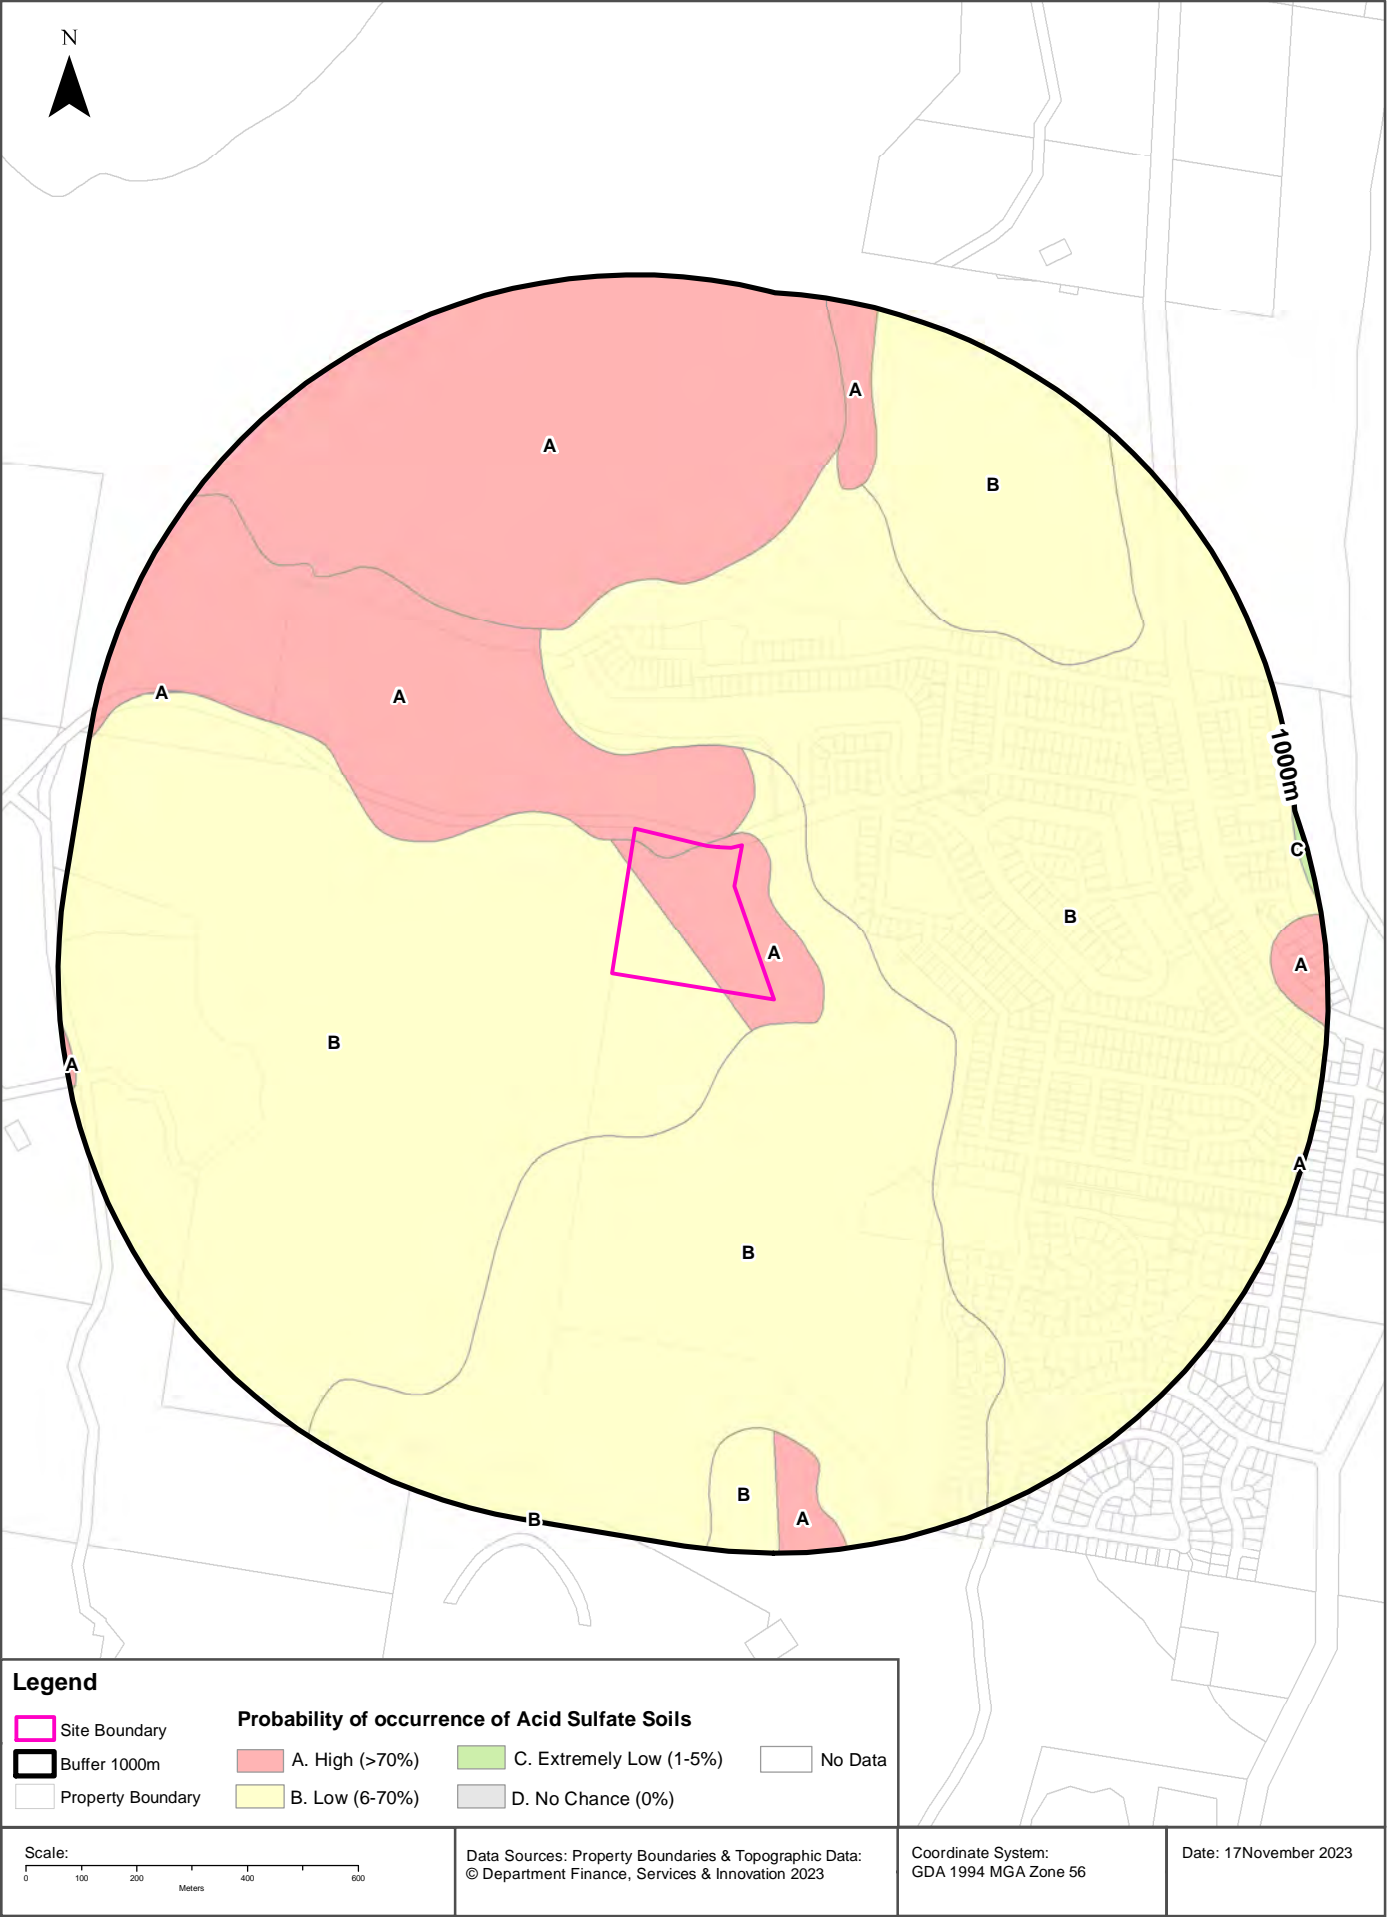 N
A
A
B
A
A
1000m
C
B
A
A
B
A
A
B
B
A
B
Legend
Site Boundary
Buffer 1000m
Property Boundary
Probability of occurrence of Acid Sulfate Soils
A. High (>70%)
C. Extremely Low (1-5%)
No Data
B. Low (6-70%)
D. No Chance (0%)
Scale:
0 100 200 400 600
Meters
Data Sources: Property Boundaries & Topographic Data:
© Department Finance, Services & Innovation 2023
Coordinate System:
GDA 1994 MGA Zone 56
Date: 17November 2023